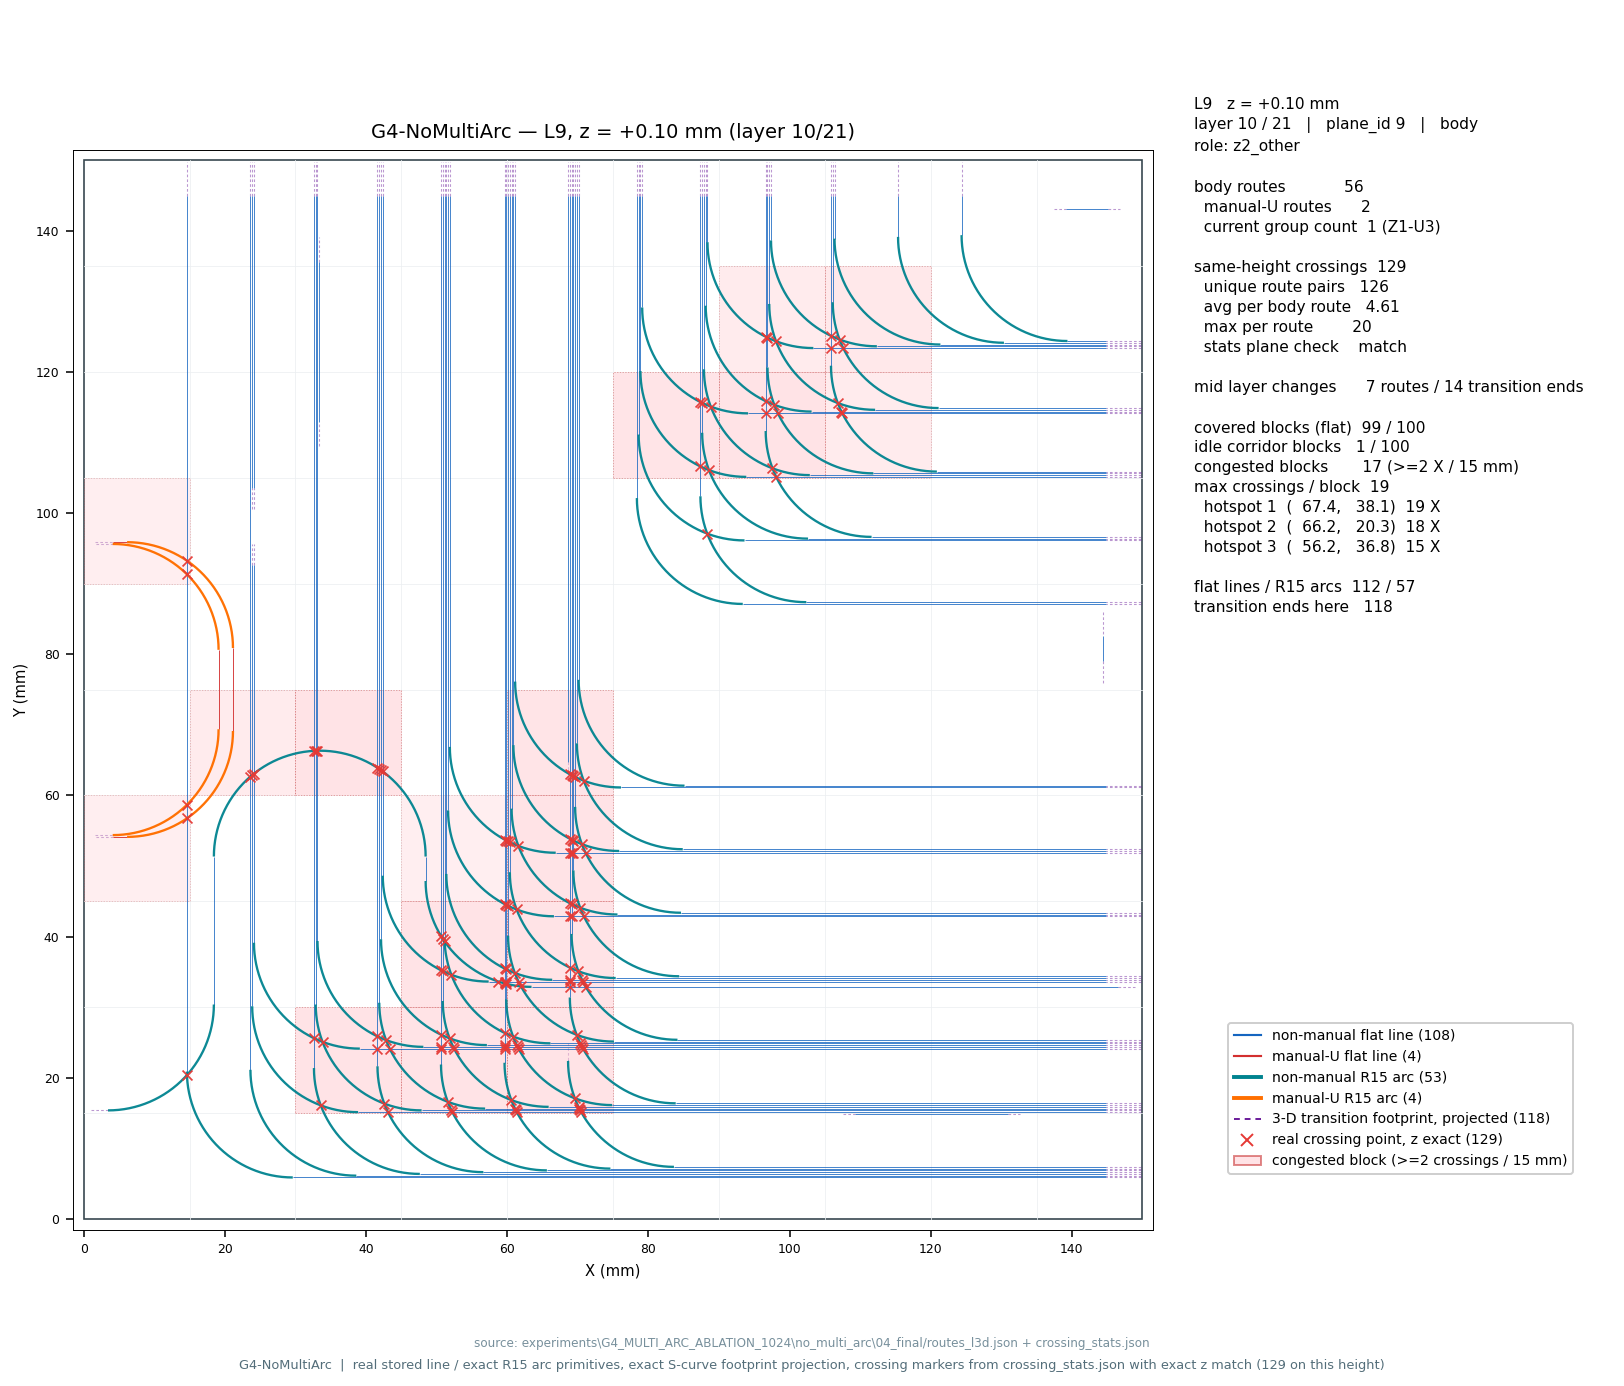 G4-NoMultiArc — L9, z = +0.10 mm (layer 10/21)
L9 z = +0.10 mm
layer 10 / 21 | plane_id 9 | body
role: z2_other
body routes 56
manual-U routes 2
current group count 1 (Z1-U3)
same-height crossings 129
unique route pairs 126
avg per body route 4.61
max per route 20
stats plane check match
mid layer changes 7 routes / 14 transition ends
covered blocks (flat) 99 / 100
idle corridor blocks 1 / 100
congested blocks 17 (>=2 X / 15 mm)
max crossings / block 19
hotspot 1 ( 67.4, 38.1) 19 X
hotspot 2 ( 66.2, 20.3) 18 X
hotspot 3 ( 56.2, 36.8) 15 X
flat lines / R15 arcs 112 / 57
transition ends here 118
Y (mm)
140
120
100
80
60
40
20
0
0 20 40 60 80 100 120 140
X (mm)
non-manual flat line (108)
manual-U flat line (4)
non-manual R15 arc (53)
manual-U R15 arc (4)
3-D transition footprint, projected (118)
real crossing point, z exact (129)
congested block (>=2 crossings / 15 mm)
source: experiments\G4_MULTI_ARC_ABLATION_1024\no_multi_arc\04_final/routes_l3d.json + crossing_stats.json
G4-NoMultiArc | real stored line / exact R15 arc primitives, exact S-curve footprint projection, crossing markers from crossing_stats.json with exact z match (129 on this height)